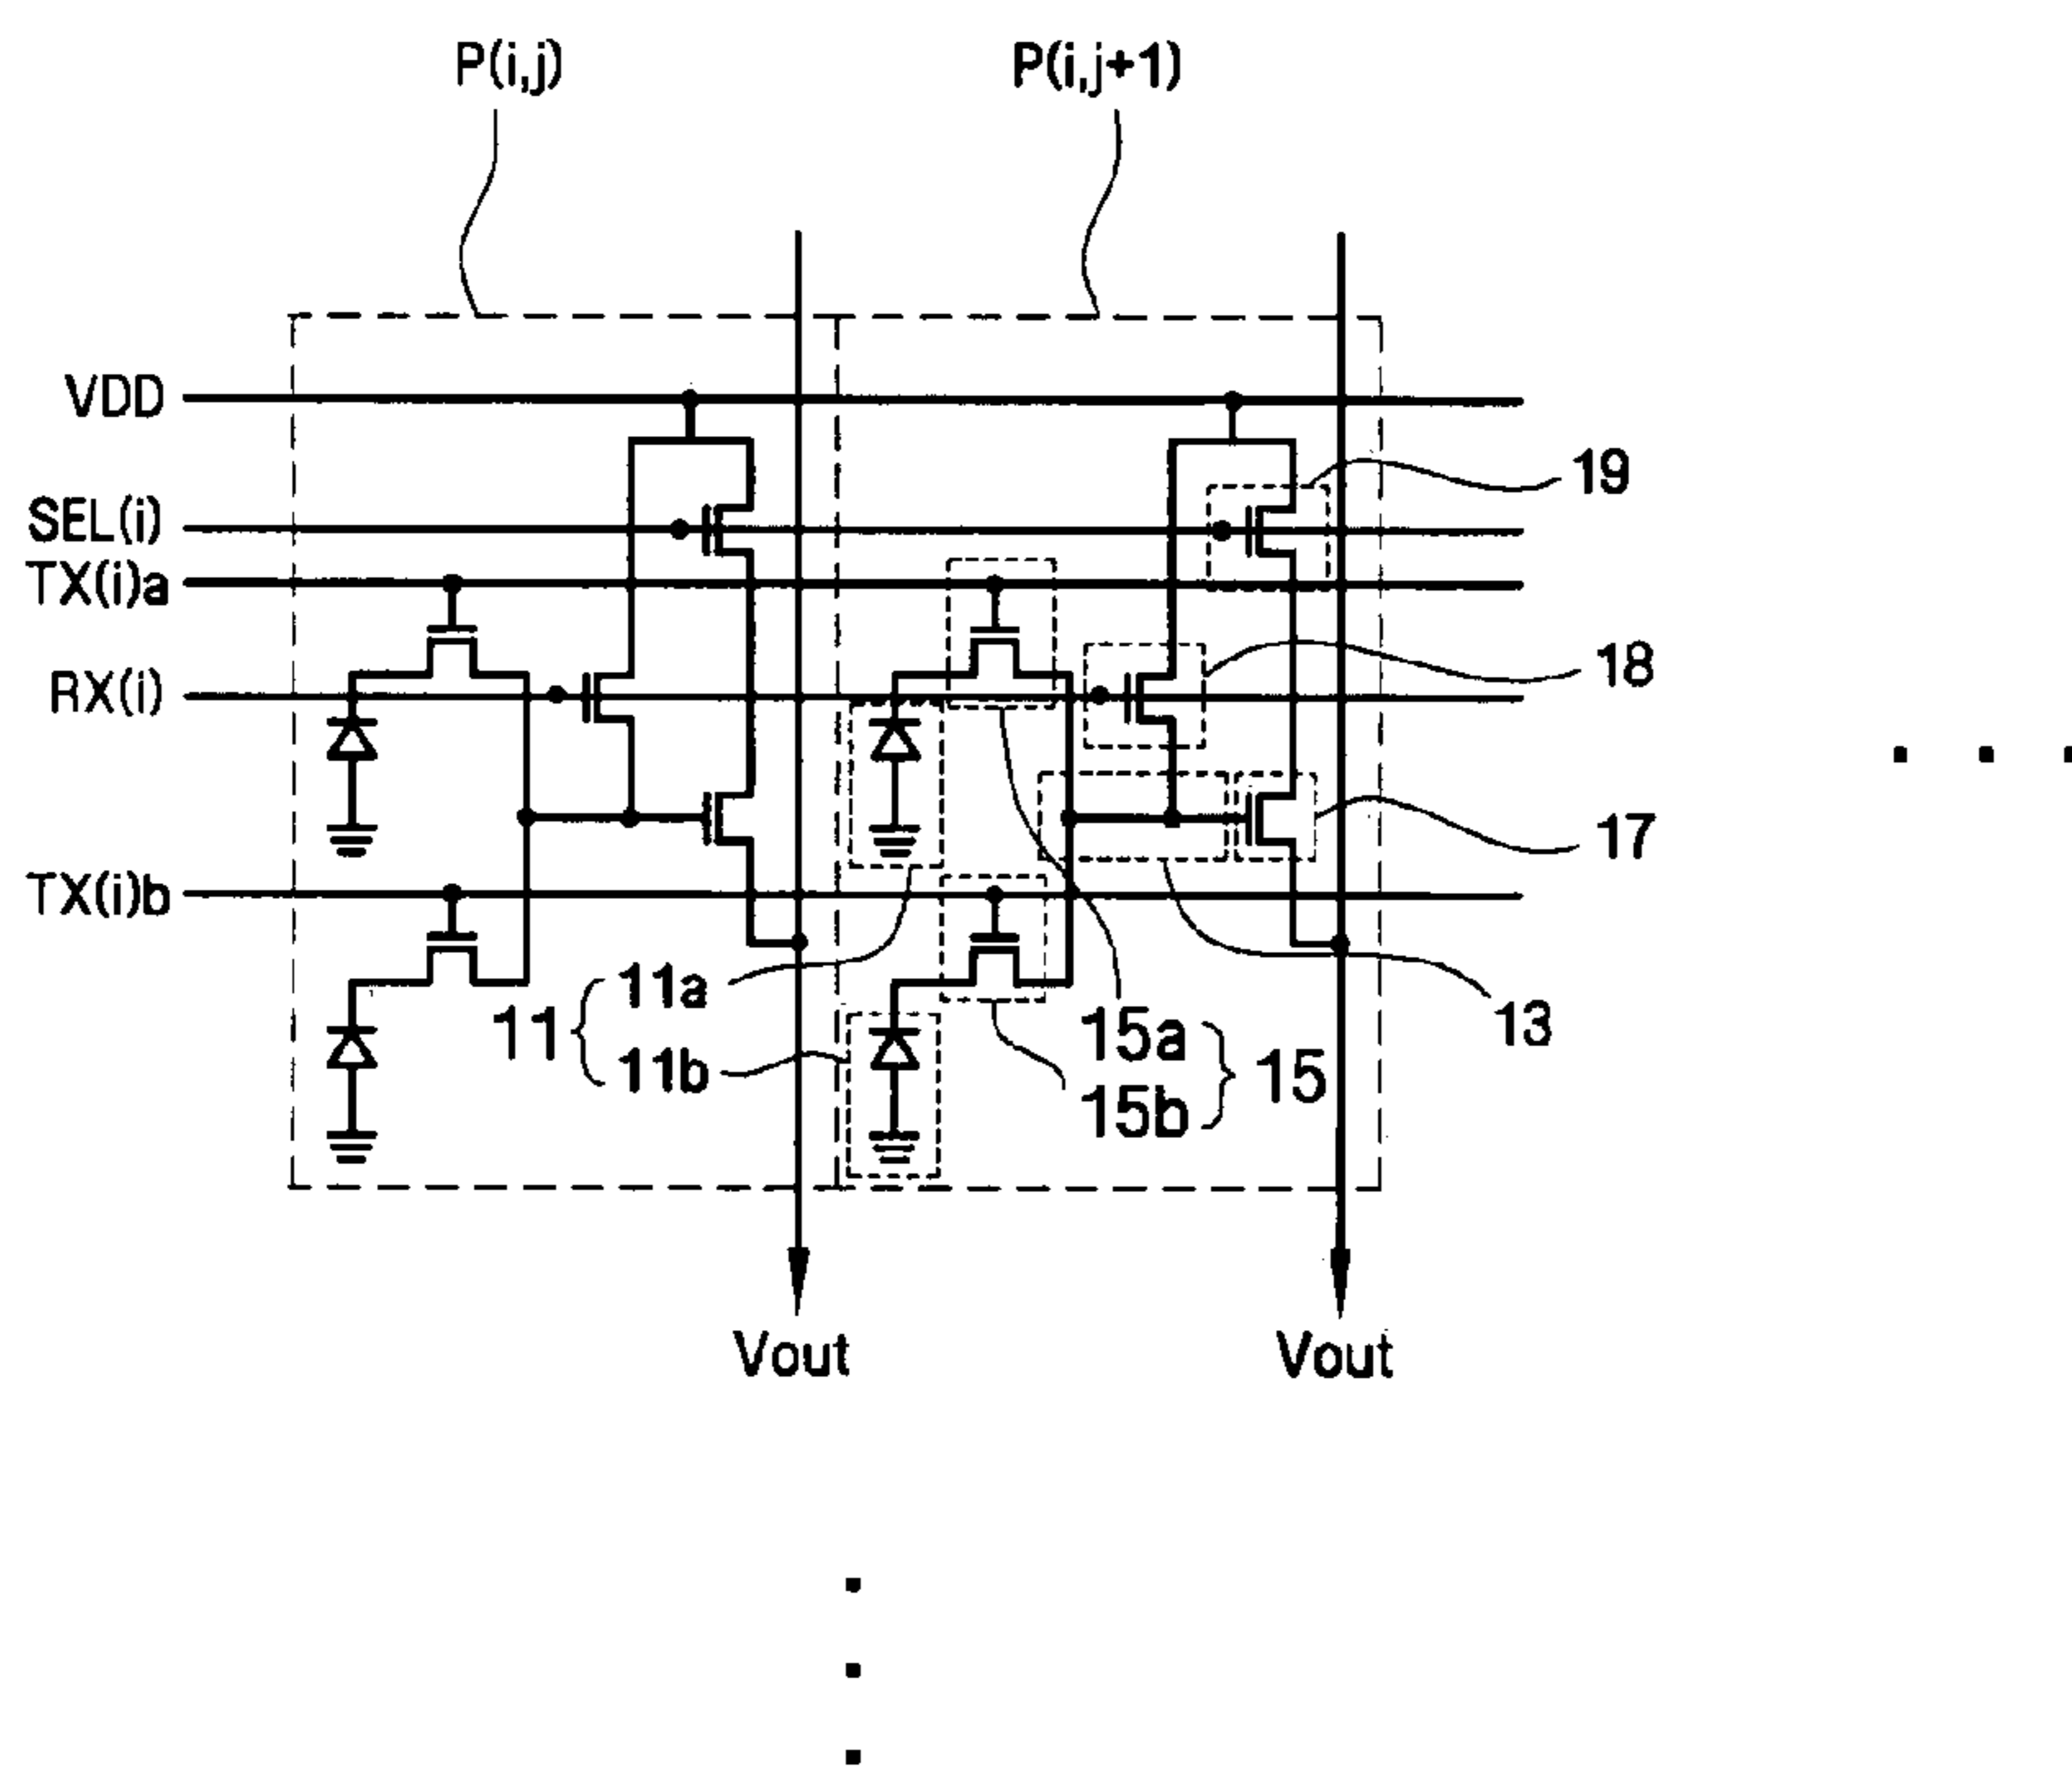 P(i,j)
P(i,j+1)
VDD
SEL(i)
TX(i)a
RX(i)
TX(i)b
19
18
17
13
11
11a
11b
15a
15b
15
Vout
Vout